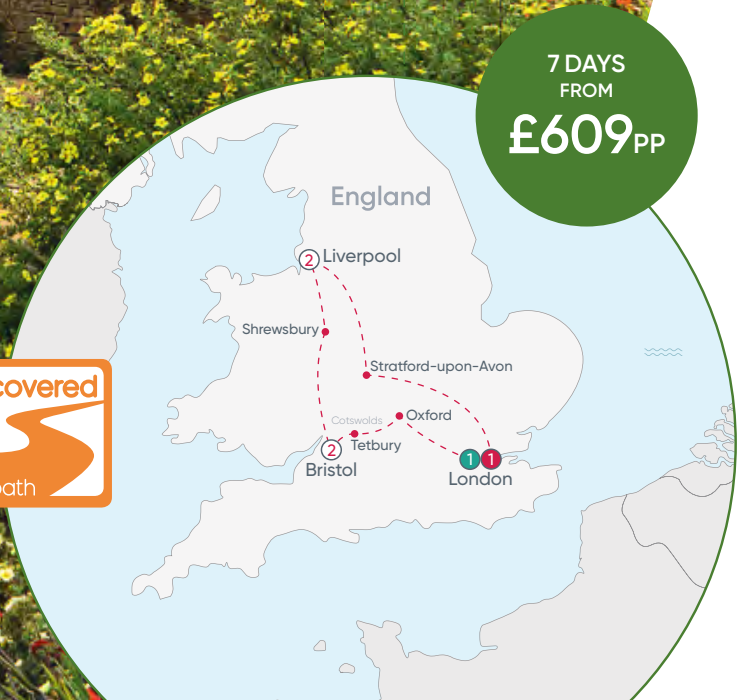 7 DAYS
FROM
£609PP
England
2 Liverpool
Shrewsbury
Stratford-upon-Avon
Cotswolds
Oxford
Tetbury
2
Bristol
1 1
London
covered
path